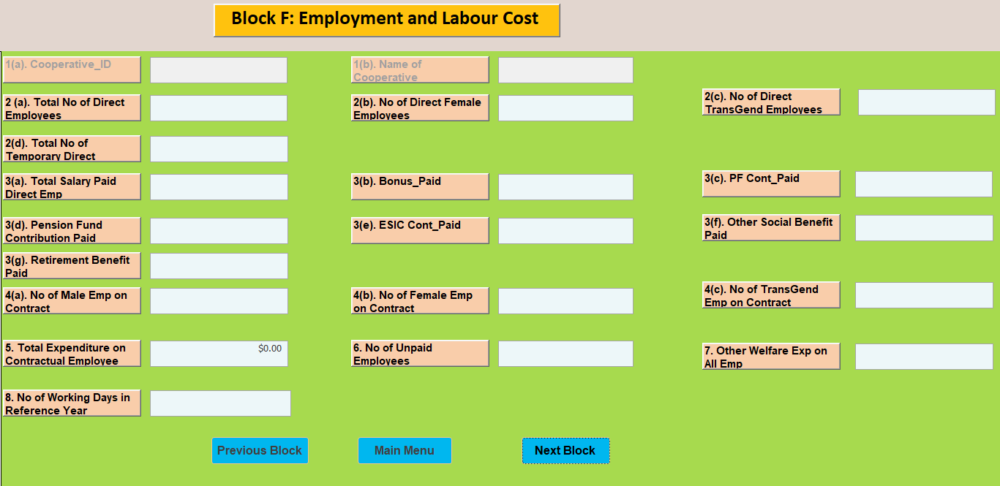 Block F: Employment and Labour Cost
1(a). Cooperative_ID
1(b). Name of
Cooperative
2 (a). Total No of Direct
Employees
2(b). No of Direct Female
Employees
2(c). No of Direct
TransGend Employees
2(d). Total No of
Temporary Direct
3(a). Total Salary Paid
Direct Emp
3(b). Bonus_Paid
3(c). PF Cont_Paid
3(d). Pension Fund
Contribution Paid
3(e). ESIC Cont_Paid
3(f). Other Social Benefit
Paid
3(g). Retirement Benefit
Paid
4(a). No of Male Emp on
Contract
4(b). No of Female Emp
on Contract
4(c). No of TransGend
Emp on Contract
5. Total Expenditure on
Contractual Employee
$0.00
6. No of Unpaid
Employees
7. Other Welfare Exp on
All Emp
8. No of Working Days in
Reference Year
Previous Block
Main Menu
Next Block